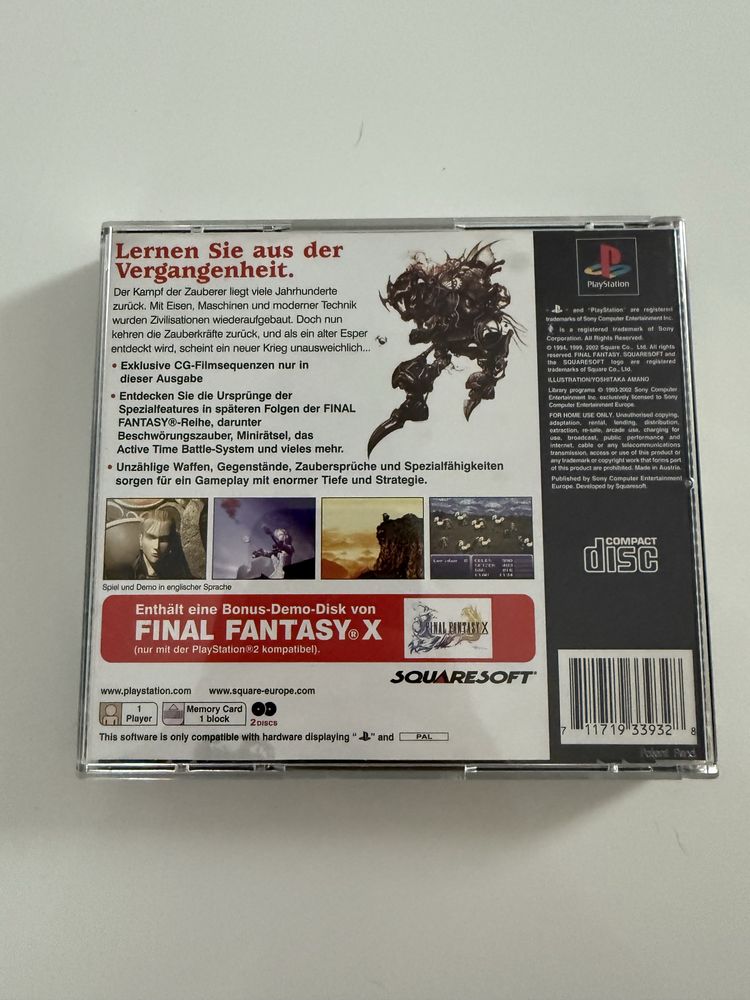 Lernen Sie aus der
Vergangenheit.
Der Kampf der Zauberer liegt viele Jahrhunderte
zurück. Mit Eisen, Maschinen und moderner Technik
wurden Zivilisationen wiederaufgebaut. Doch nun
kehren die Zauberkräfte zurück, und als ein alter Esper
entdeckt wird, scheint ein neuer Krieg unausweichlich...
• Exklusive CG-Filmsequenzen nur in
dieser Ausgabe
• Entdecken Sie die Ursprünge der
Spezialfeatures in späteren Folgen der FINAL
FANTASY®-Reihe, darunter
Beschwörungszauber, Minirätsel, das
Active Time Battle-System und vieles mehr.
• Unzählige Waffen, Gegenstände, Zaubersprüche und Spezialfähigkeiten
sorgen für ein Gameplay mit enormer Tiefe und Strategie.
Spiel und Demo in englischer Sprache
Enthält eine Bonus-Demo-Disk von
FINAL FANTASY® X
(nur mit der PlayStation®2 kompatibel).
FINAL FANTASY X
SQUARESOFT®
www.playstation.com www.square-europe.com
1
Player
Memory Card
1 block
2 DISCS
This software is only compatible with hardware displaying " " and PAL
PlayStation
" " and "PlayStation" are registered
trademarks of Sony Computer Entertainment Inc.
is a registered trademark of Sony
Corporation. All Rights Reserved.
© 1994, 1999, 2002 Square Co., Ltd. All rights
reserved. FINAL FANTASY, SQUARESOFT and
the SQUARESOFT logo are registered
trademarks of Square Co., Ltd.
ILLUSTRATION/YOSHITAKA AMANO
Library programs © 1993-2002 Sony Computer
Entertainment Inc. exclusively licensed to Sony
Computer Entertainment Europe.
FOR HOME USE ONLY. Unauthorised copying,
adaptation, rental, lending, distribution,
extraction, re-sale, arcade use, charging for
use, broadcast, public performance and
internet, cable or any telecommunications
transmission, access or use of this product or
any trademark or copyright work that forms part
of this product are prohibited. Made in Austria.
Published by Sony Computer Entertainment
Europe. Developed by Squaresoft.
COMPACT
disc
7 11719 33932 8
Patent Pend